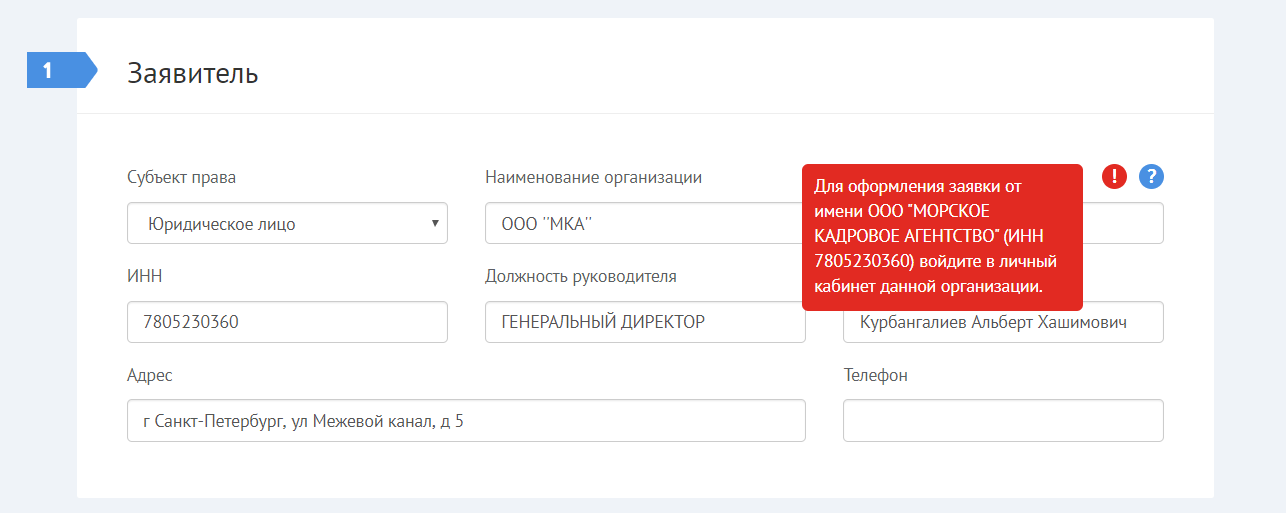 1
Заявитель
Субъект права
Наименование организации
! ?
Юридическое лицо
ООО ''МКА''
Для оформления заявки от
имени ООО "МОРСКОЕ
КАДРОВОЕ АГЕНТСТВО" (ИНН
7805230360) войдите в личный
кабинет данной организации.
ИНН
Должность руководителя
7805230360
ГЕНЕРАЛЬНЫЙ ДИРЕКТОР
Курбангалиев Альберт Хашимович
Адрес
Телефон
г Санкт-Петербург, ул Межевой канал, д 5